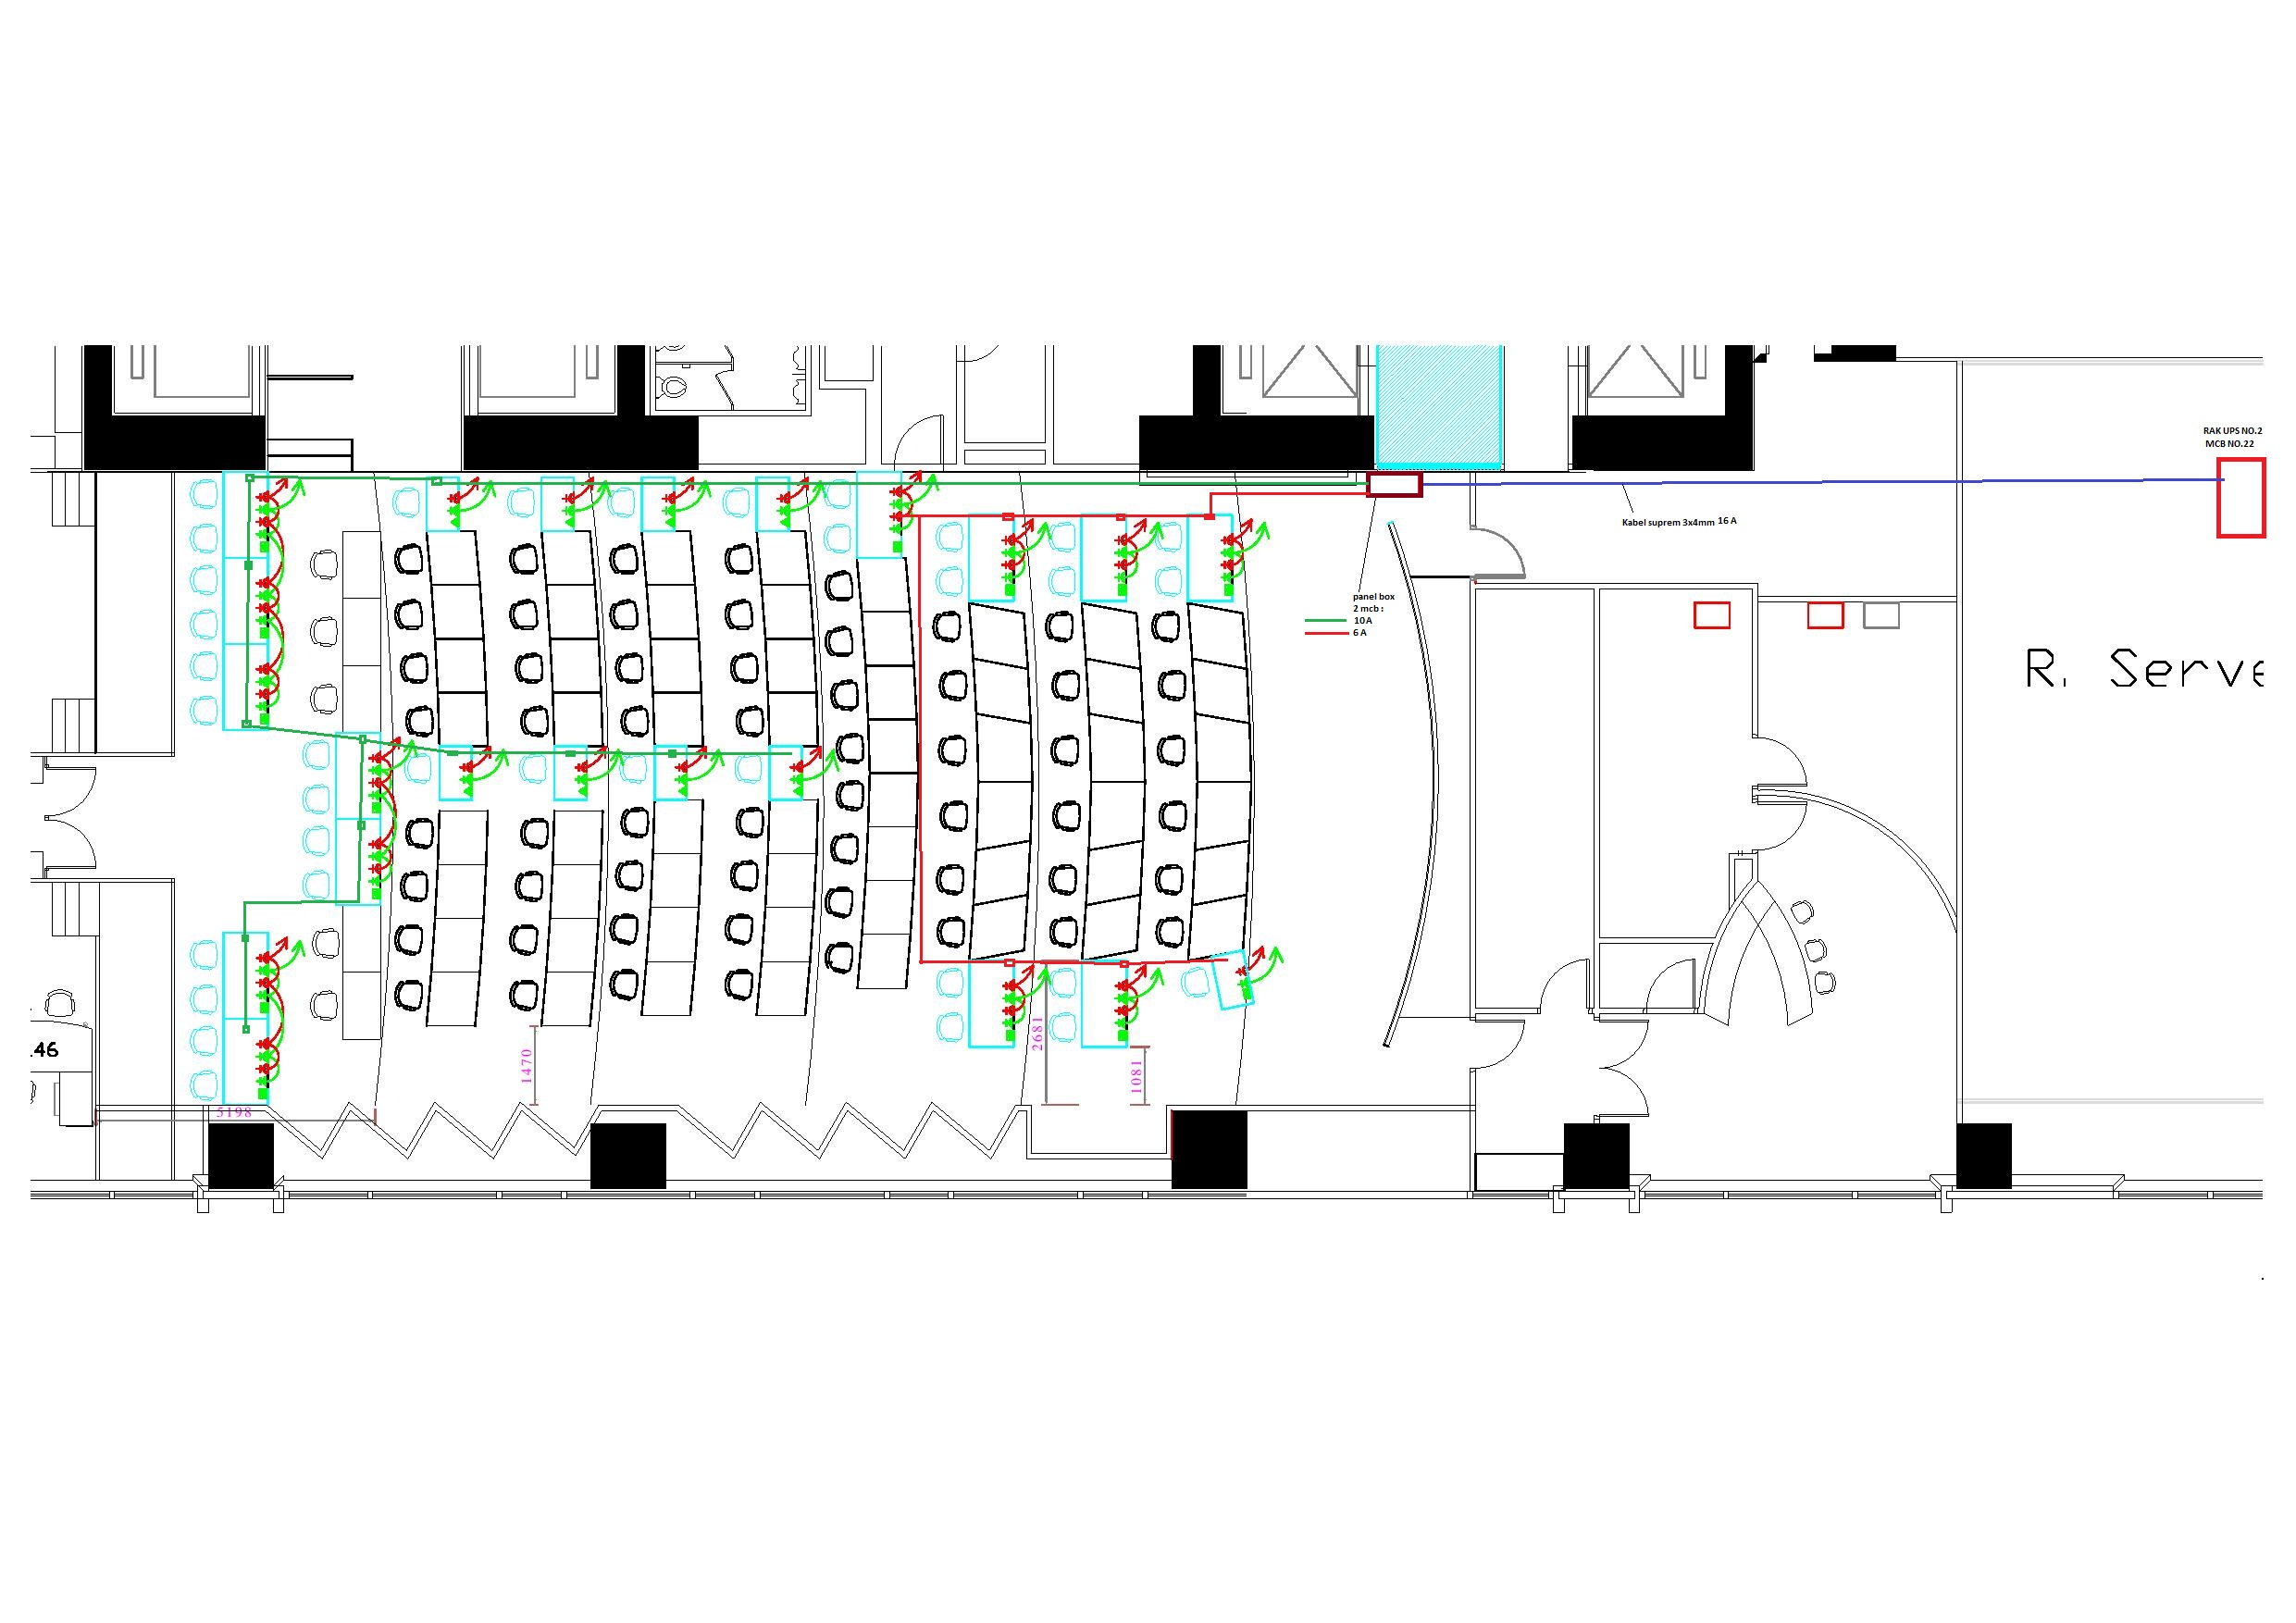 RAK UPS NO.2
MCB NO.22
Kabel suprem 3x4mm 16 A
panel box
2 mcb :
10 A
6 A
R. Serve
.46
1470
2681
1081
5198